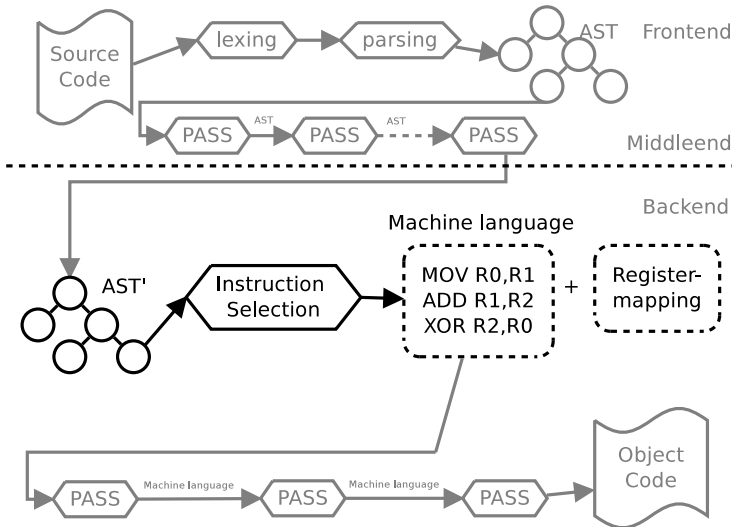 Source
Code
lexing
parsing
AST
Frontend
PASS
AST
PASS
AST
PASS
Middleend
Backend
Machine language
AST'
Instruction
Selection
MOV R0,R1
ADD R1,R2
XOR R2,R0
+
Register-
mapping
PASS
Machine language
PASS
Machine language
PASS
Object
Code